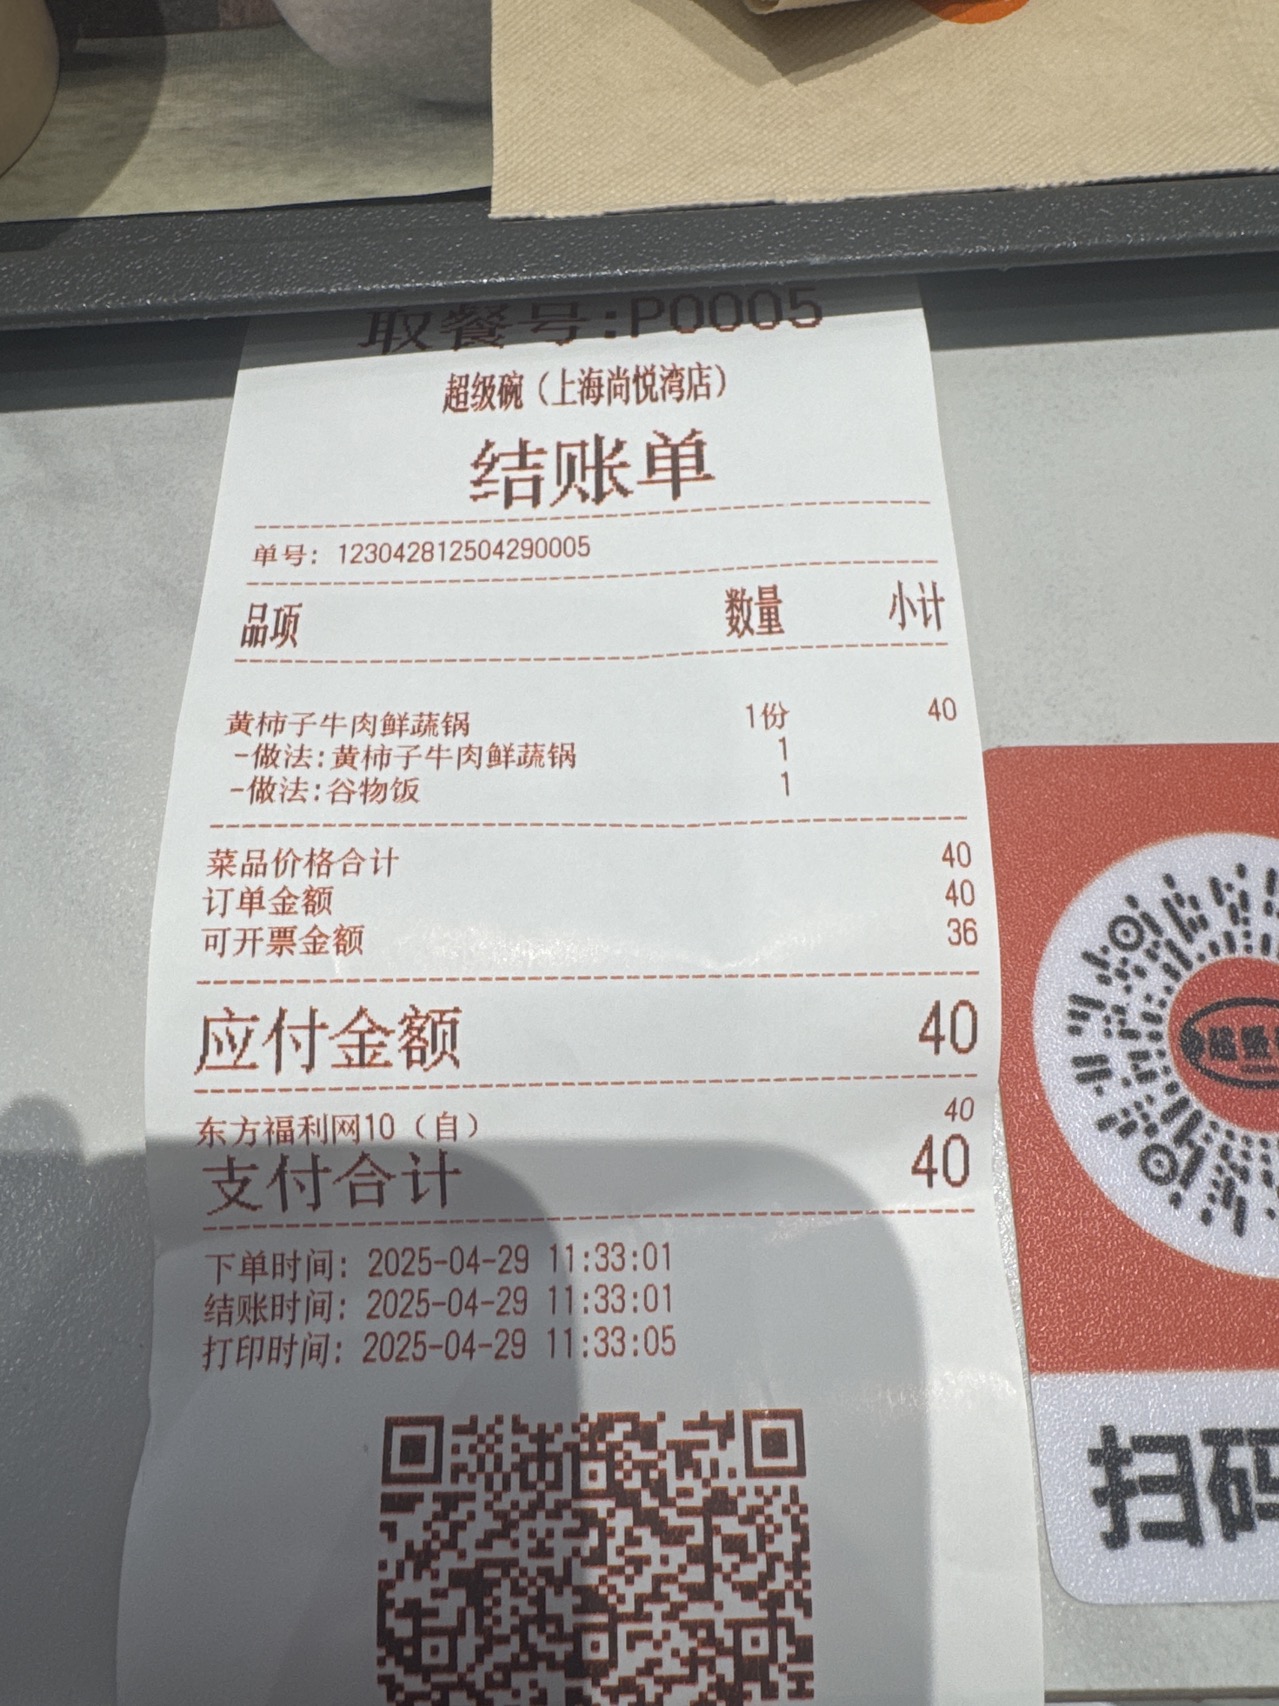 取餐号:P0005
超级碗（上海尚悦湾店）
结账单
单号: 123042812504290005
品项 数量 小计
黄柿子牛肉鲜蔬锅 1份 40
-做法:黄柿子牛肉鲜蔬锅 1
-做法:谷物饭 1
菜品价格合计 40
订单金额 40
可开票金额 36
应付金额 40
东方福利网10（自） 40
支付合计 40
下单时间: 2025-04-29 11:33:01
结账时间: 2025-04-29 11:33:01
打印时间: 2025-04-29 11:33:05
扫码